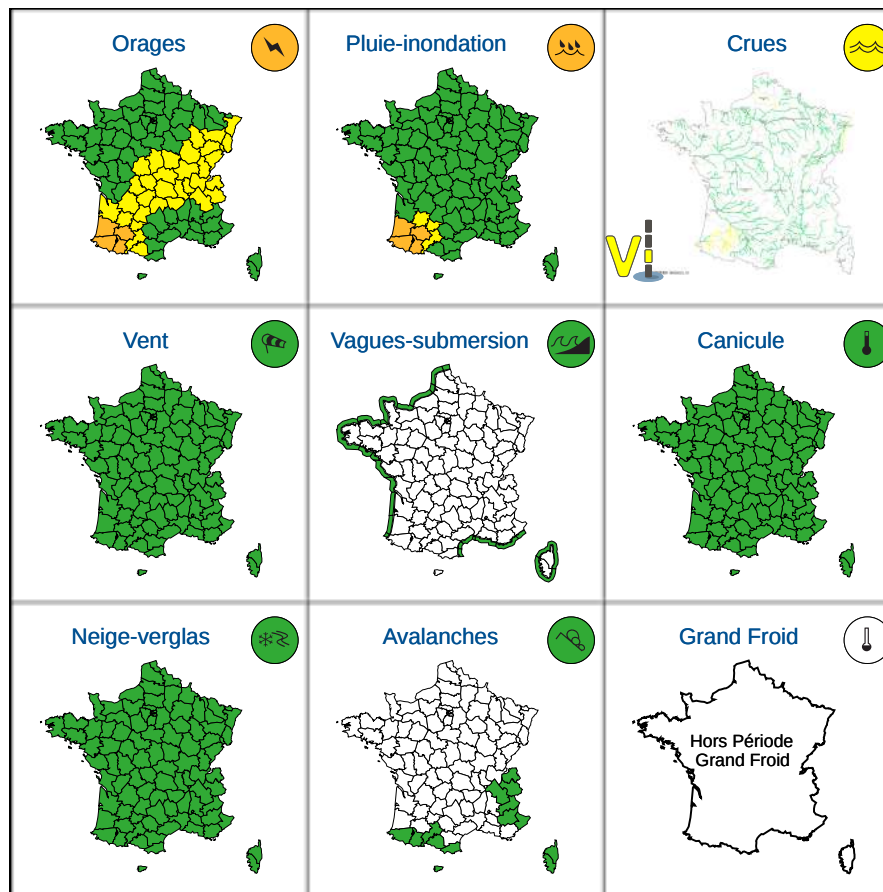 Orages
Pluie-inondation
Crues
Vent
Vagues-submersion
Canicule
Neige-verglas
Avalanches
Grand Froid
Hors Période
Grand Froid